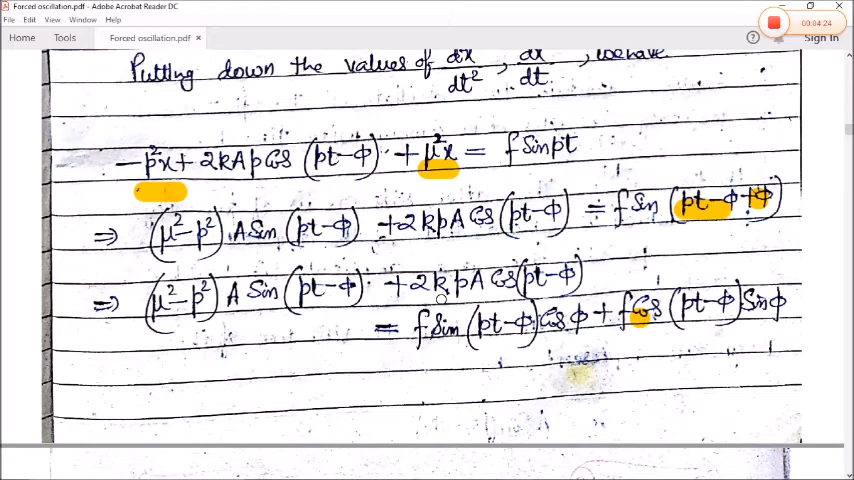 Forced oscillation.pdf - Adobe Acrobat Reader DC
File Edit View Window Help
00:04:24
Home Tools Forced oscillation.pdf × Sign In
Putting down the values of d²x/dt², dx/dt, we have
-p²x + 2kAp Cos (pt-ϕ) + μ²x = f Sin pt
⇒ (μ²-p²) A Sin (pt-ϕ) + 2kpA Cos (pt-ϕ) = f Sin (pt-ϕ+ϕ)
⇒ (μ²-p²) A Sin (pt-ϕ) + 2kpA Cos (pt-ϕ)
= f Sin (pt-ϕ) Cos ϕ + f Cos (pt-ϕ) Sin ϕ